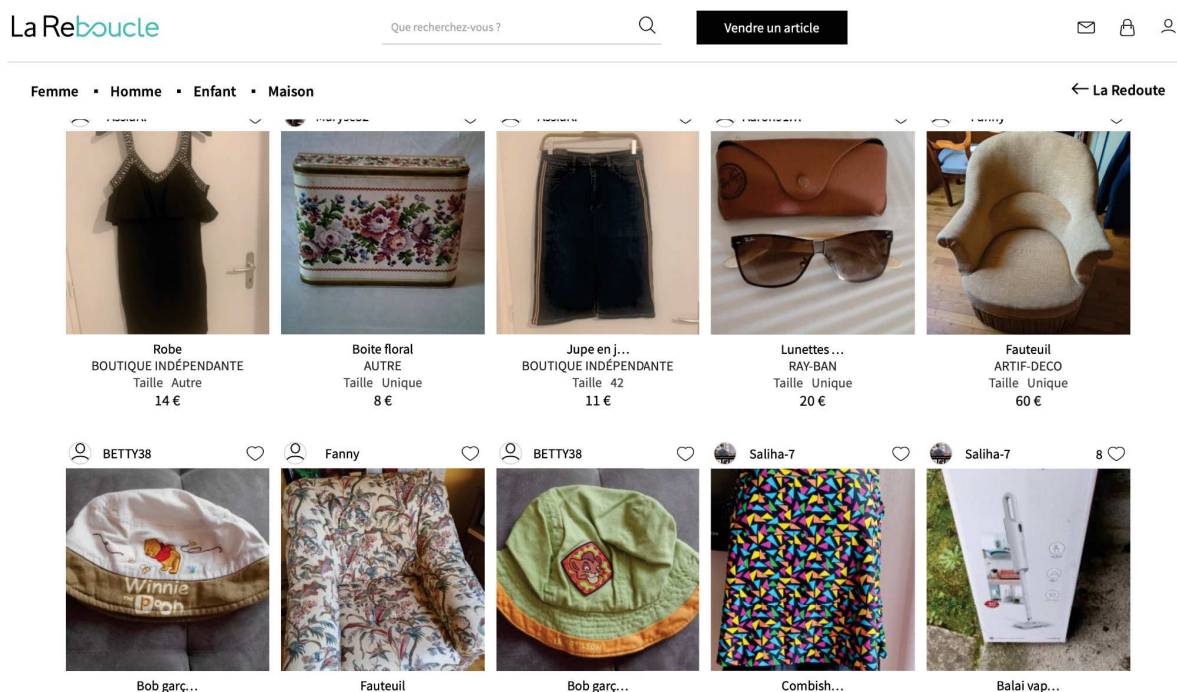 La Reboucle
Que recherchez-vous ?
Vendre un article
Femme ▪ Homme ▪ Enfant ▪ Maison
← La Redoute
Robe
BOUTIQUE INDÉPENDANTE
Taille Autre
14 €
Boite floral
AUTRE
Taille Unique
8 €
Jupe en j...
BOUTIQUE INDÉPENDANTE
Taille 42
11 €
Lunettes ...
RAY-BAN
Taille Unique
20 €
Fauteuil
ARTIF-DECO
Taille Unique
60 €
BETTY38
Winnie
Pooh
Bob garç...
Fanny
Fauteuil
BETTY38
LION
Bob garç...
Saliha-7
Combish...
Saliha-7
8
Balai vap...